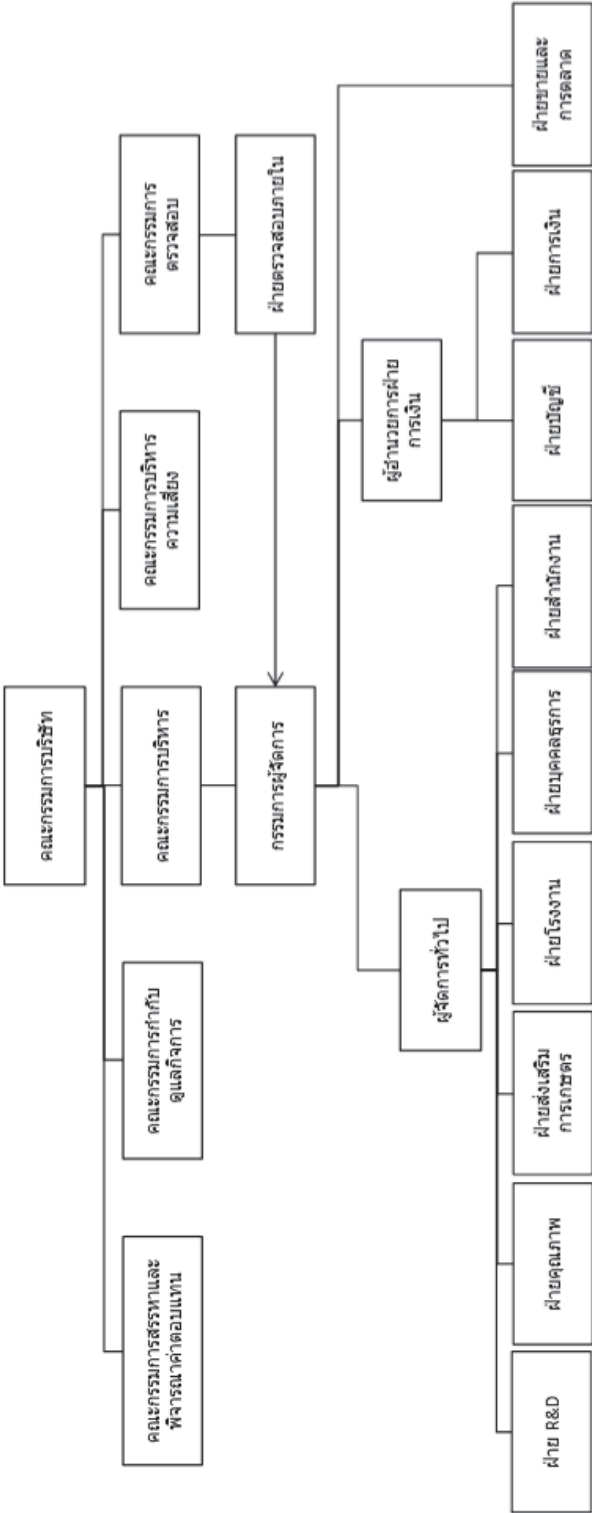 คณะกรรมการบริษัท
คณะกรรมการสรรหาและ
พิจารณาค่าตอบแทน
คณะกรรมการกำกับ
ดูแลกิจการ
คณะกรรมการบริหาร
คณะกรรมการบริหาร
ความเสี่ยง
คณะกรรมการ
ตรวจสอบ
กรรมการผู้จัดการ
ฝ่ายตรวจสอบภายใน
ผู้จัดการทั่วไป
ผู้อำนวยการฝ่าย
การเงิน
ฝ่าย R&D
ฝ่ายคุณภาพ
ฝ่ายส่งเสริม
การเกษตร
ฝ่ายโรงงาน
ฝ่ายบุคคลธุรการ
ฝ่ายสำนักงาน
ฝ่ายบัญชี
ฝ่ายการเงิน
ฝ่ายขายและ
การตลาด